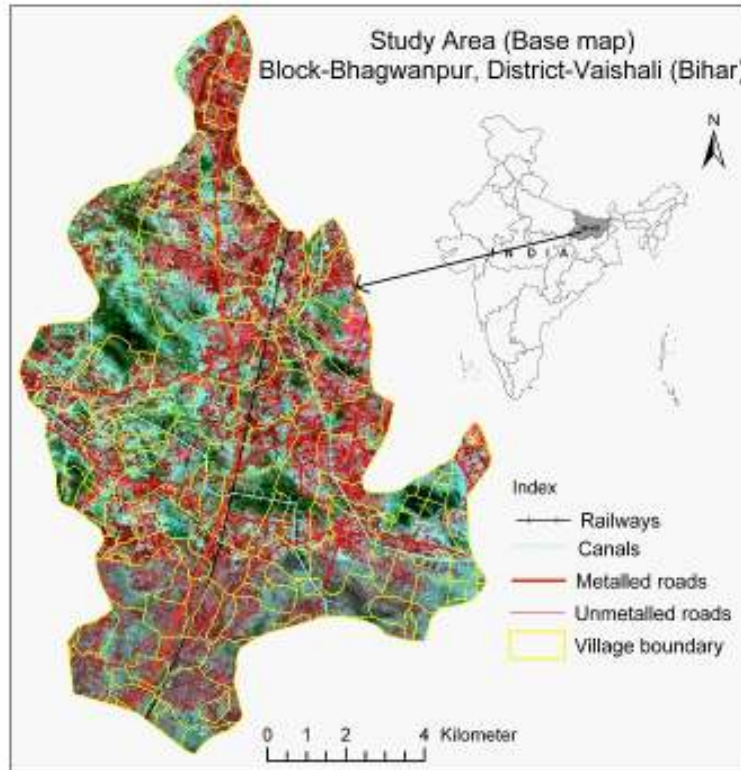 Study Area (Base map)
Block-Bhagwanpur, District-Vaishali (Bihar)
N
INDIA
Index
Railways
Canals
Metalled roads
Unmetalled roads
Village boundary
0 1 2 4 Kilometer